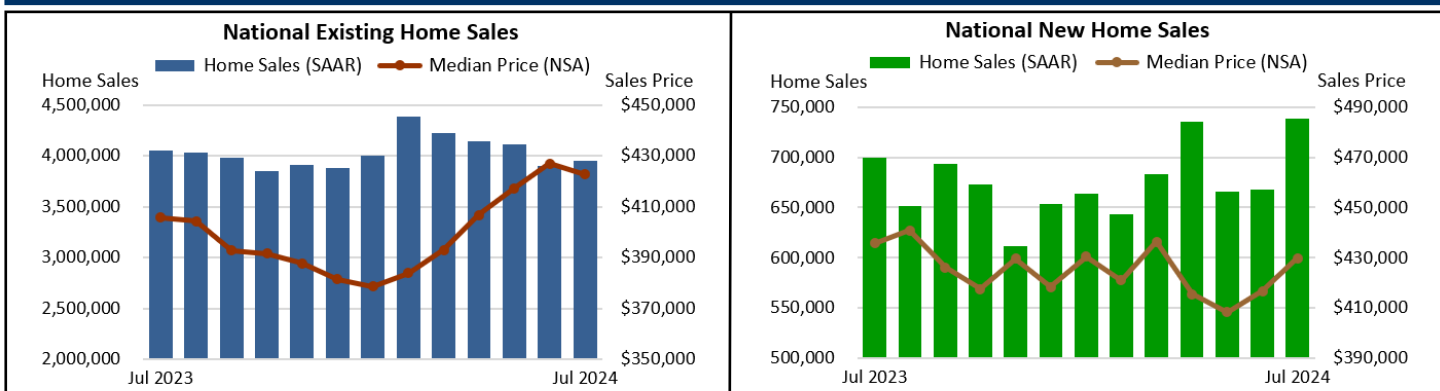 National Existing Home Sales
Home Sales (SAAR) Median Price (NSA)
Home Sales Sales Price
4,500,000 $450,000
4,000,000 $430,000
3,500,000 $410,000
3,000,000 $390,000
2,500,000 $370,000
2,000,000 $350,000
Jul 2023 Jul 2024
National New Home Sales
Home Sales (SAAR) Median Price (NSA)
Home Sales Sales Price
750,000 $490,000
700,000 $470,000
650,000 $450,000
600,000 $430,000
550,000 $410,000
500,000 $390,000
Jul 2023 Jul 2024